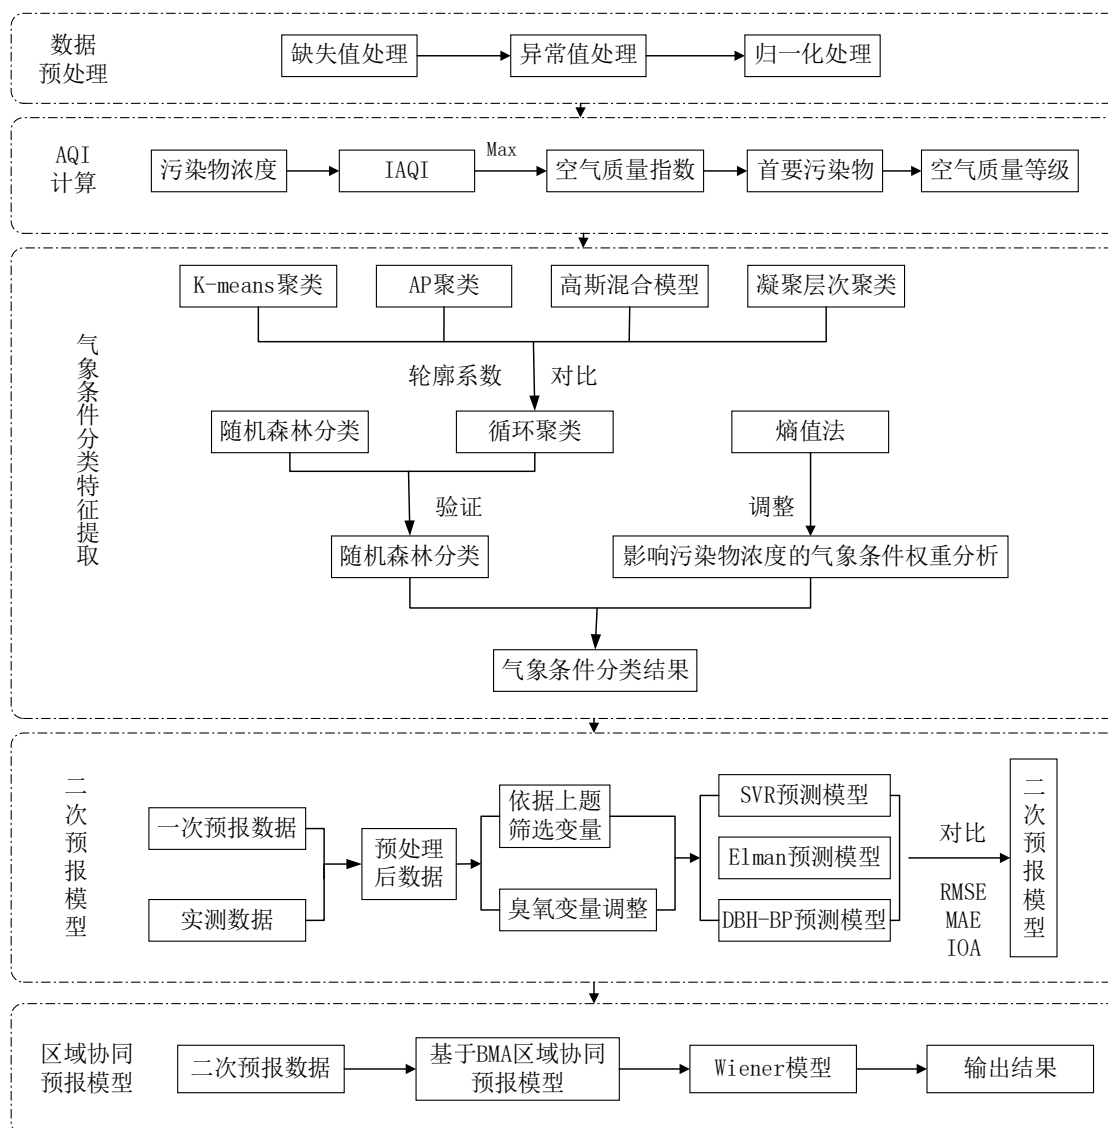 数据
预处理
缺失值处理
异常值处理
归一化处理
AQI
计算
污染物浓度
IAQI
Max
空气质量指数
首要污染物
空气质量等级
气象条件分类特征提取
K-means聚类
AP聚类
高斯混合模型
凝聚层次聚类
轮廓系数
对比
随机森林分类
循环聚类
熵值法
验证
调整
随机森林分类
影响污染物浓度的气象条件权重分析
气象条件分类结果
二次预报模型
一次预报数据
实测数据
预处理
后数据
依据上题
筛选变量
臭氧变量调整
SVR预测模型
Elman预测模型
DBH-BP预测模型
对比
RMSE
MAE
IOA
二次预报模型
区域协同
预报模型
二次预报数据
基于BMA区域协同
预报模型
Wiener模型
输出结果